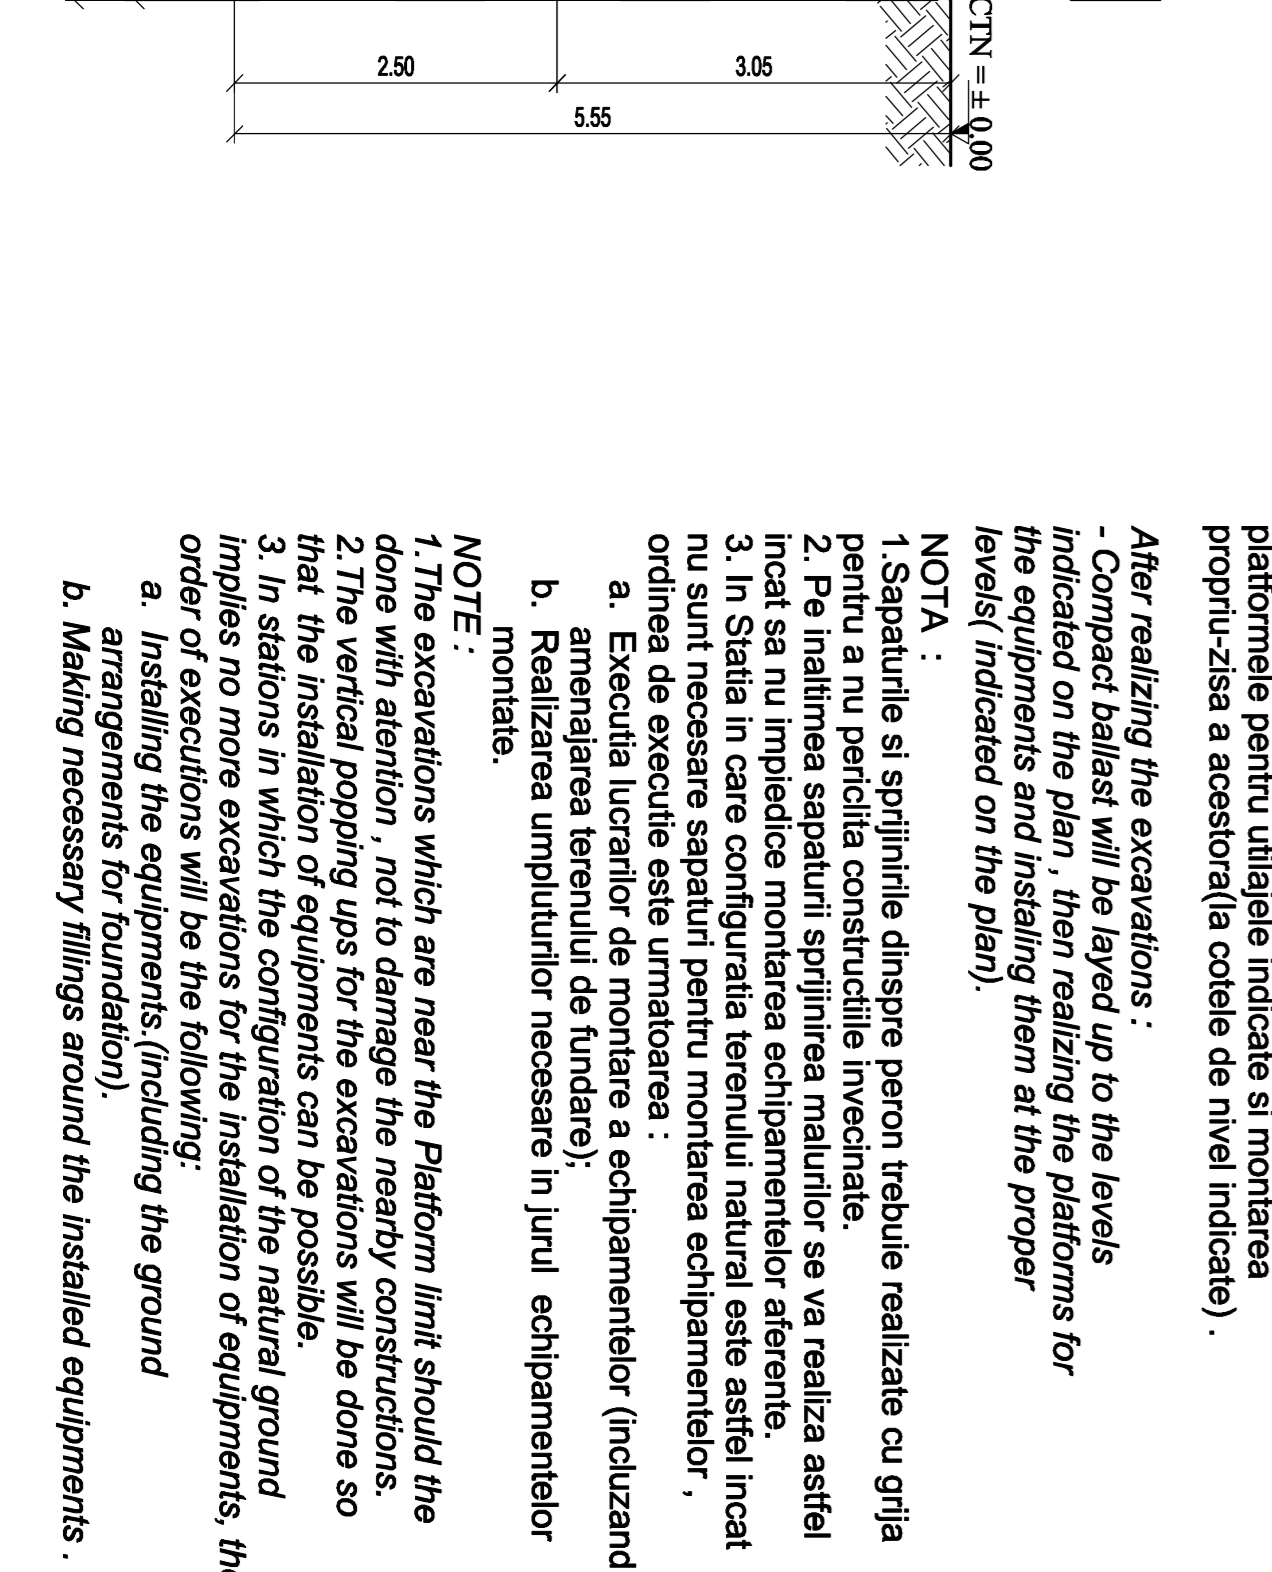 platformele pentru utilajele indicate si montarea
propriu-zisa a acestora(la cotele de nivel indicate) .
After realizing the excavations :
- Compact ballast will be layed up to the levels
indicated on the plan , then realizing the platforms for
the equipments and instaling them at the proper
levels( indicated on the plan).
NOTA :
1.Sapaturile si sprijinirile dinspre peron trebuie realizate cu grija
pentru a nu periclita constructiile invecinate.
2. Pe inaltimea sapaturii sprijinirea malurilor se va realiza astfel
incat sa nu impiedice montarea echipamentelor aferente.
3. In Statia in care configuratia terenului natural este astfel incat
nu sunt necesare sapaturi pentru montarea echipamentelor ,
ordinea de executie este urmatoarea :
a. Executia lucrarilor de montare a echipamentelor (incluzand
amenajarea terenului de fundare);
b. Realizarea umpluturilor necesare in jurul echipamentelor
montate.
NOTE :
1.The excavations which are near the Platform limit should the
done with atention , not to damage the nearby constructions.
2.The vertical popping ups for the excavations will be done so
that the installation of equipments can be possible.
3. In stations in which the configuration of the natural ground
implies no more excavations for the installation of equipments, the
order of executions will be the following:
a. Installing the equipments.(including the ground
arrangements for foundation).
b. Making necessary fillings around the installed equipments .
CTN = ± 0.00
3.05
2.50
5.55